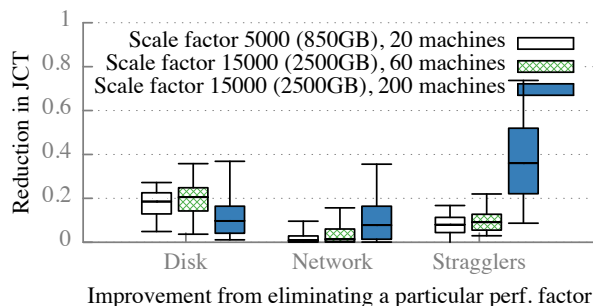 1
Scale factor 5000 (850GB), 20 machines
0.8
Scale factor 15000 (2500GB), 60 machines
Scale factor 15000 (2500GB), 200 machines
0.6
0.4
0.2
0
Reduction in JCT
Disk Network Stragglers
Improvement from eliminating a particular perf. factor